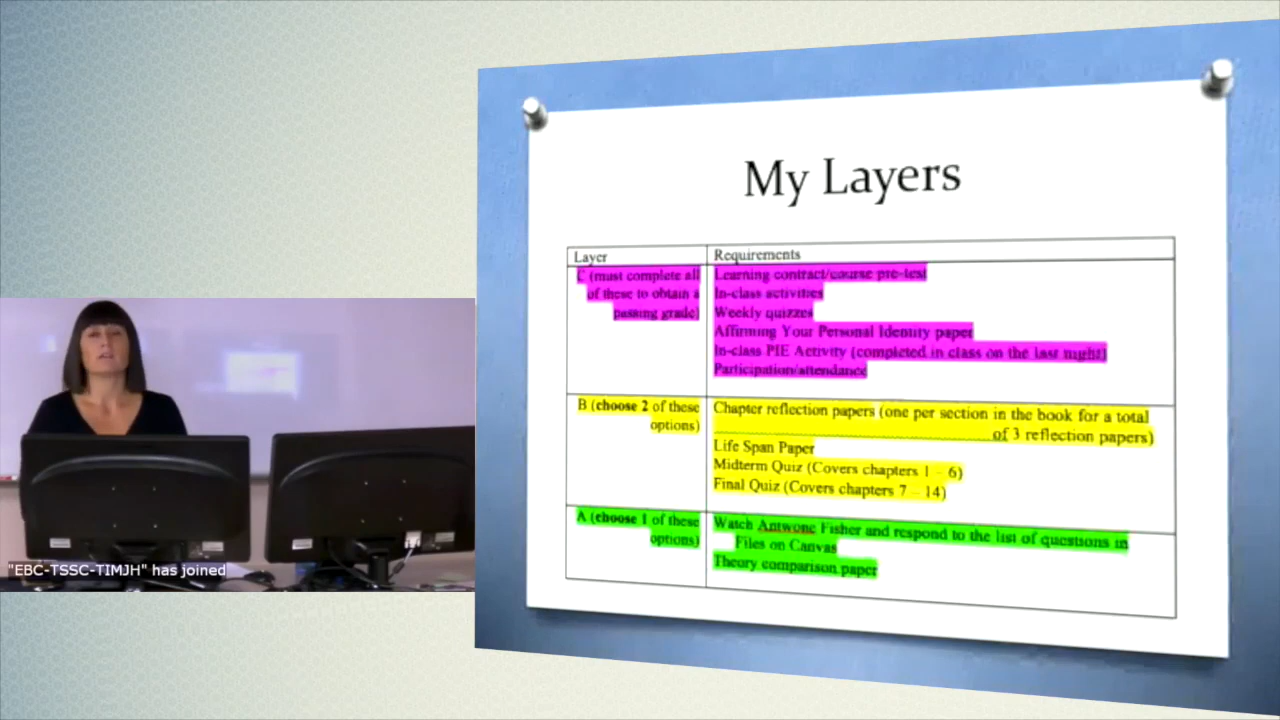 My Layers
Layer
Requirements
C (must complete all
of these to obtain a
passing grade)
Learning contract/course pre-test
In-class activities
Weekly quizzes
Affirming Your Personal Identity paper
In-class PIE Activity (completed in class on the last night)
Participation/attendance
B (choose 2 of these
options)
Chapter reflection papers (one per section in the book for a total
of 3 reflection papers)
Life Span Paper
Midterm Quiz (Covers chapters 1 – 6)
Final Quiz (Covers chapters 7 – 14)
A (choose 1 of these
options)
Watch Antwone Fisher and respond to the list of questions in
Files on Canvas
Theory comparison paper
"EBC-TSSC-TIMJH" has joined